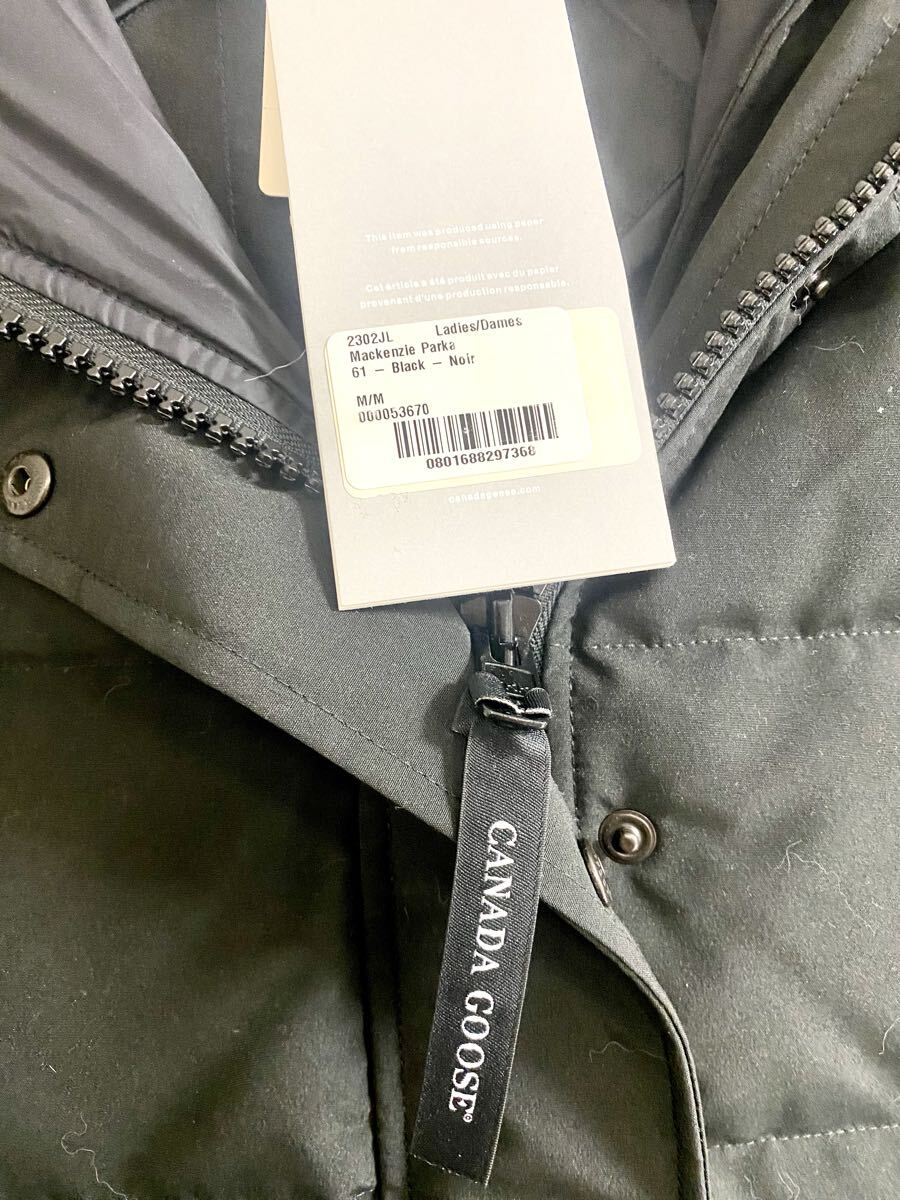 This item was produced using paper
from responsible sources.
Cet article a été produit avec du papier
provenant d'une production responsable.
2302JL Ladies/Dames
Mackenzie Parka
61 – Black – Noir
M/M
000053670
0801688297368
canadagoose.com
CANADA GOOSE®